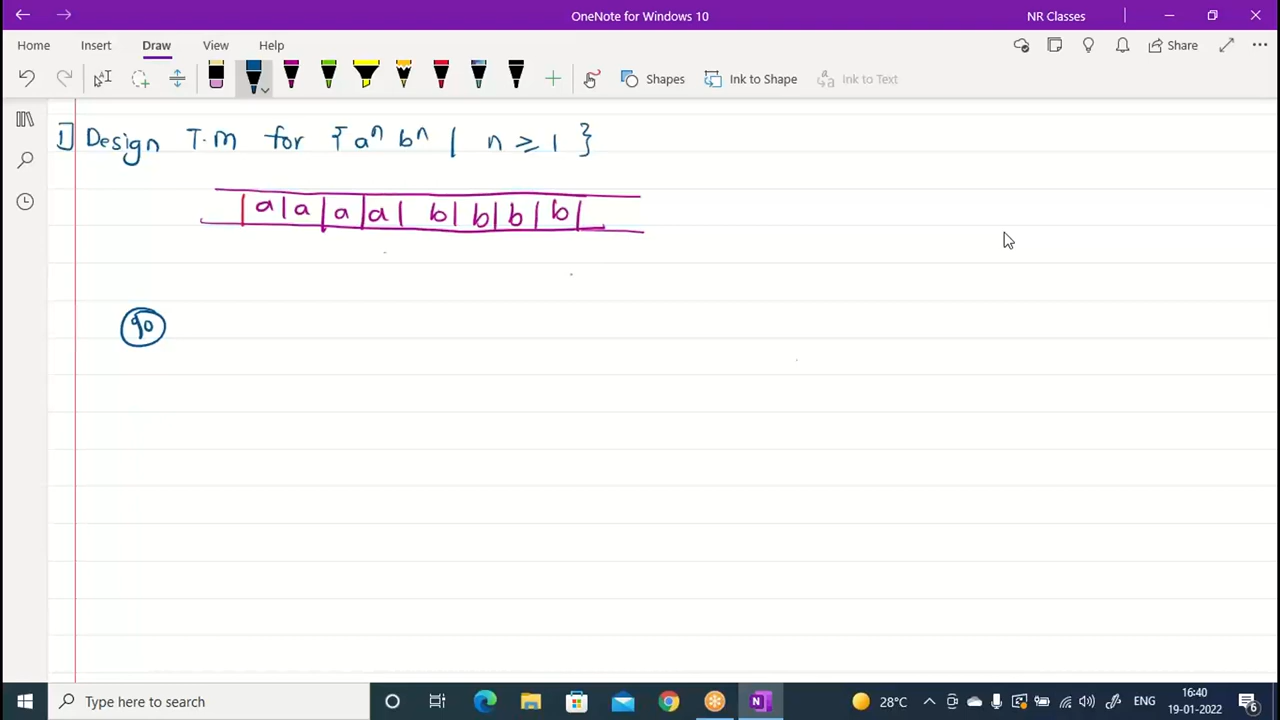 OneNote for Windows 10
NR Classes
Home Insert Draw View Help
Share
Shapes Ink to Shape Ink to Text
1] Design T.M for { aⁿ bⁿ | n ≥ 1 }
a a a a b b b b
q0
Type here to search
28°C
ENG
16:40
19-01-2022
6